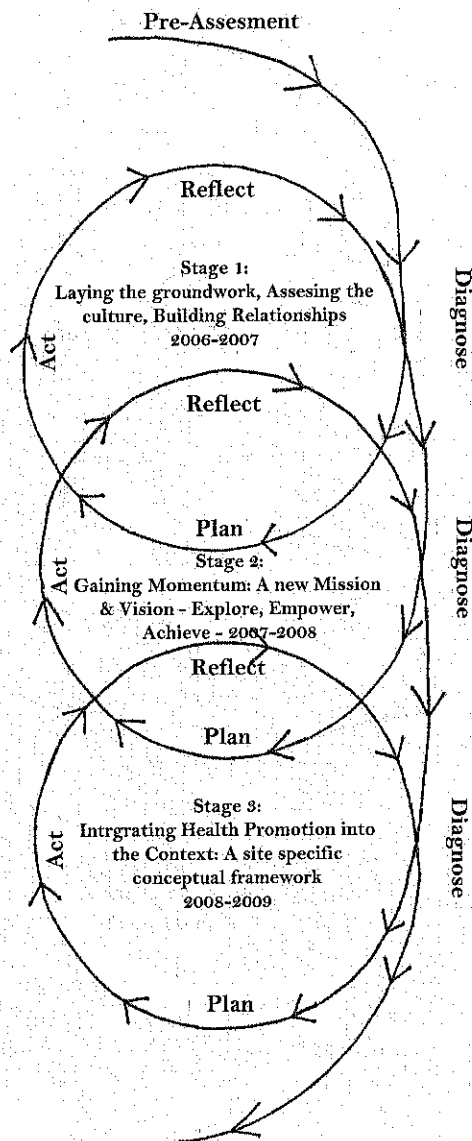 Pre-Assesment
Reflect
Stage 1:
Laying the groundwork, Assesing the
culture, Building Relationships
2006-2007
Act
Diagnose
Reflect
Plan
Stage 2:
Gaining Momentum: A new Mission
& Vision - Explore, Empower,
Achieve - 2007-2008
Act
Diagnose
Reflect
Plan
Stage 3:
Intrgrating Health Promotion into
the Context: A site specific
conceptual framework
2008-2009
Act
Diagnose
Plan